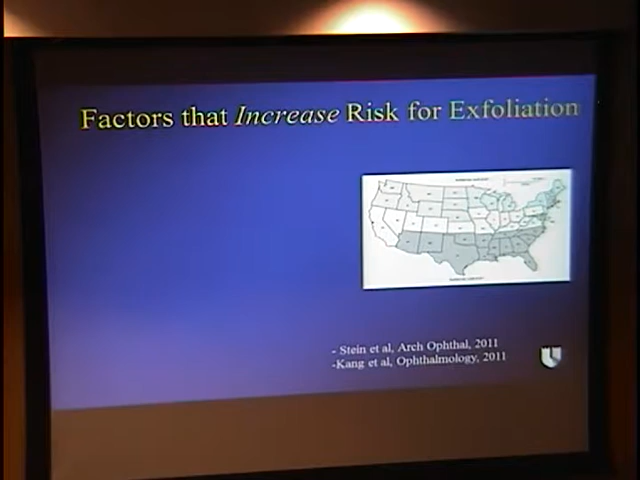 Factors that Increase Risk for Exfoliation
- Stein et al, Arch Ophthal, 2011
-Kang et al, Ophthalmology, 2011